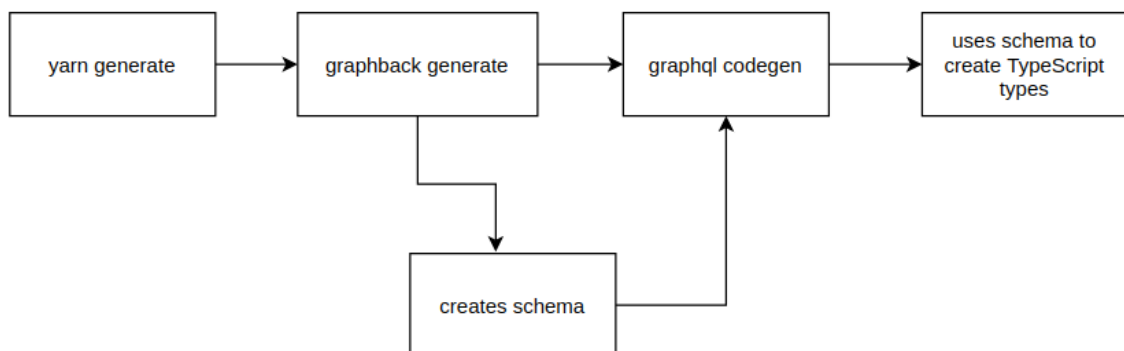 yarn generate
graphback generate
graphql codegen
uses schema to
create TypeScript
types
creates schema